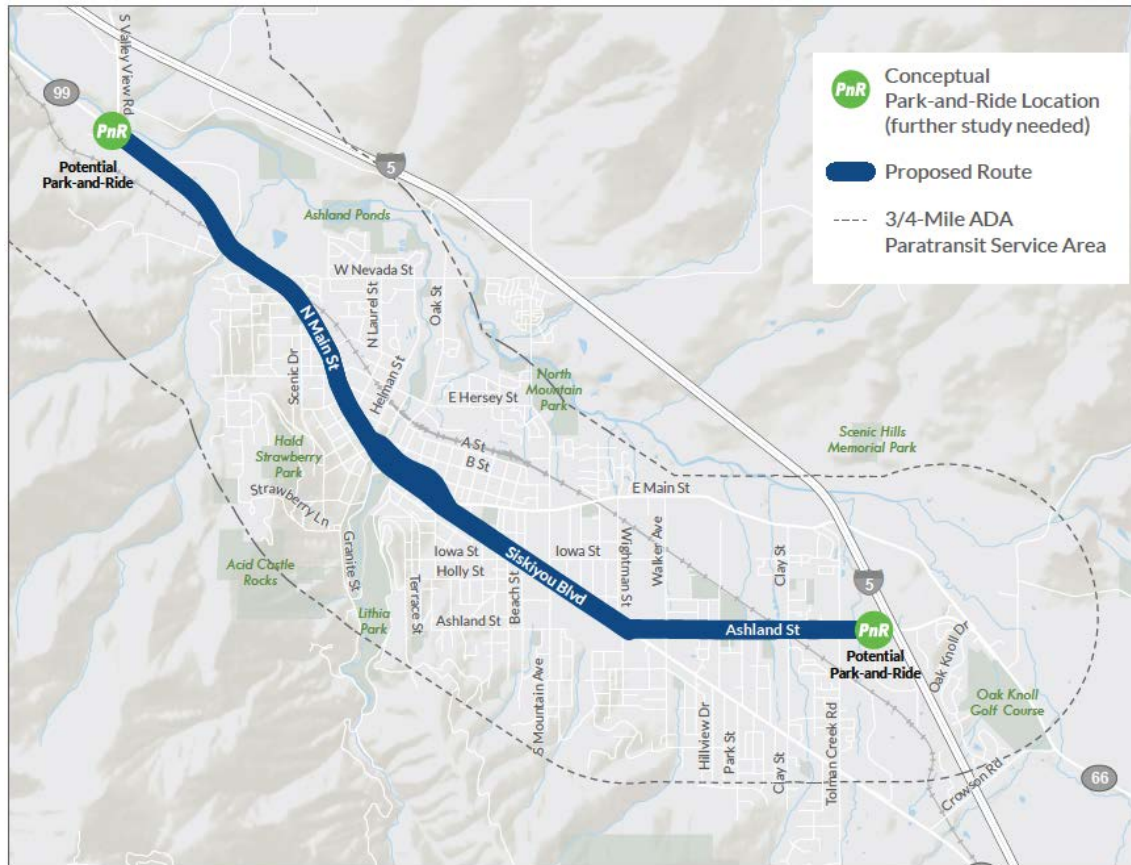 S Valley View Rd
99
PnR
Potential
Park-and-Ride
5
Ashland Ponds
PnR
Conceptual
Park-and-Ride Location
(further study needed)
Proposed Route
3/4-Mile ADA
Paratransit Service Area
W Nevada St
N Laurel St
Oak St
N Main St
Scenic Dr
Helman St
North
Mountain
Park
E Hersey St
A St
B St
Hald
Strawberry
Park
Strawberry Ln
Scenic Hills
Memorial Park
E Main St
Granite St
Acid Castle
Rocks
Iowa St
Iowa St
Holly St
Siskiyou Blvd
Wightman St
Walker Ave
Clay St
5
Terrace St
Beach St
Lithia
Park
Ashland St
Ashland St
PnR
Potential
Park-and-Ride
Oak Knoll Dr
Oak Knoll
Golf Course
S Mountain Ave
Hillview Dr
Park St
Clay St
Tolman Creek Rd
Crowson Rd
66